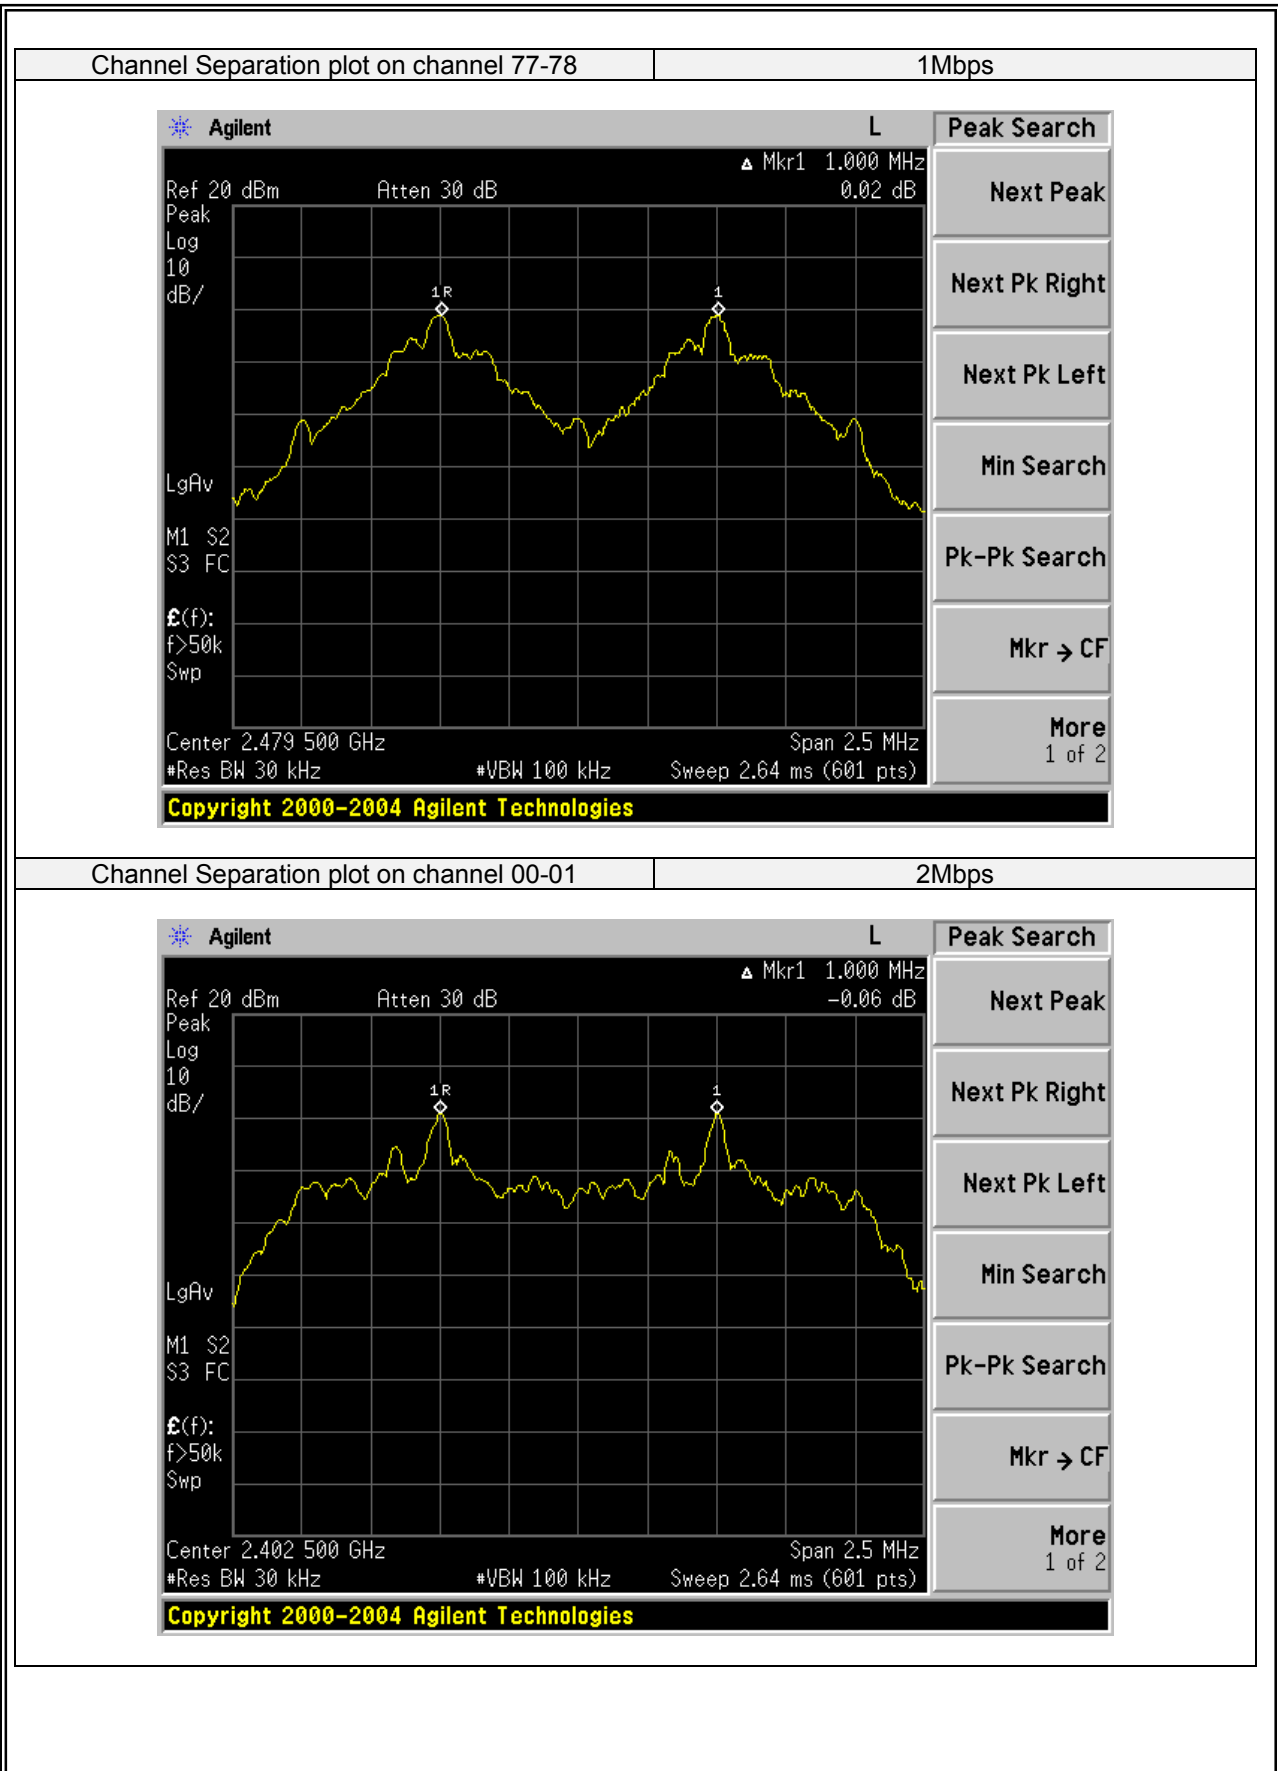 Channel Separation plot on channel 77-78 1Mbps
Agilent L Peak Search
Δ Mkr1 1.000 MHz
Ref 20 dBm Atten 30 dB 0.02 dB
Peak
Log
10
dB/
1R 1
LgAv
M1 S2
S3 FC
£(f):
f>50k
Swp
Center 2.479 500 GHz Span 2.5 MHz
#Res BW 30 kHz #VBW 100 kHz Sweep 2.64 ms (601 pts)
Copyright 2000-2004 Agilent Technologies
Next Peak
Next Pk Right
Next Pk Left
Min Search
Pk-Pk Search
Mkr → CF
More
1 of 2
Channel Separation plot on channel 00-01 2Mbps
Agilent L Peak Search
Δ Mkr1 1.000 MHz
Ref 20 dBm Atten 30 dB -0.06 dB
Peak
Log
10
dB/
1R 1
LgAv
M1 S2
S3 FC
£(f):
f>50k
Swp
Center 2.402 500 GHz Span 2.5 MHz
#Res BW 30 kHz #VBW 100 kHz Sweep 2.64 ms (601 pts)
Copyright 2000-2004 Agilent Technologies
Next Peak
Next Pk Right
Next Pk Left
Min Search
Pk-Pk Search
Mkr → CF
More
1 of 2